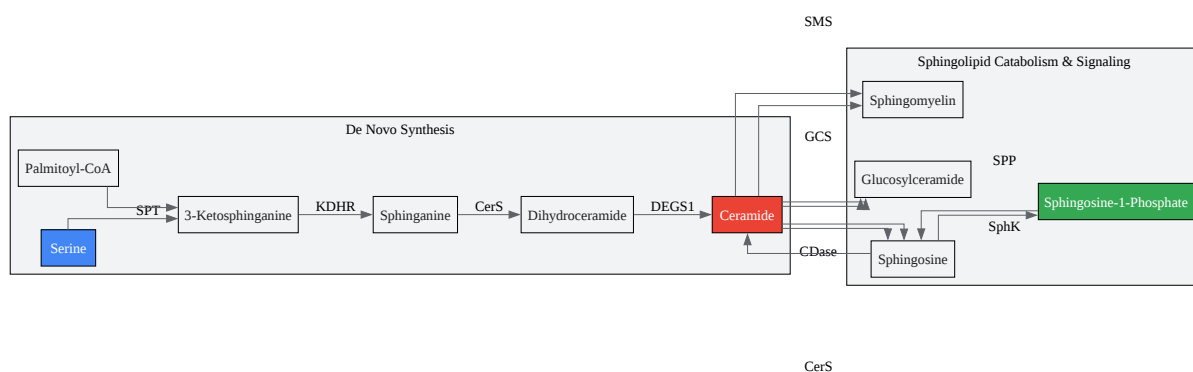 SMS
Sphingolipid Catabolism & Signaling
Sphingomyelin
De Novo Synthesis
GCS
Palmitoyl-CoA
SPP
Glucosylceramide
Sphingosine-1-Phosphate
SPT
3-Ketosphinganine
KDHR
Sphinganine
CerS
Dihydroceramide
DEGS1
Ceramide
SphK
Serine
CDase
Sphingosine
CerS